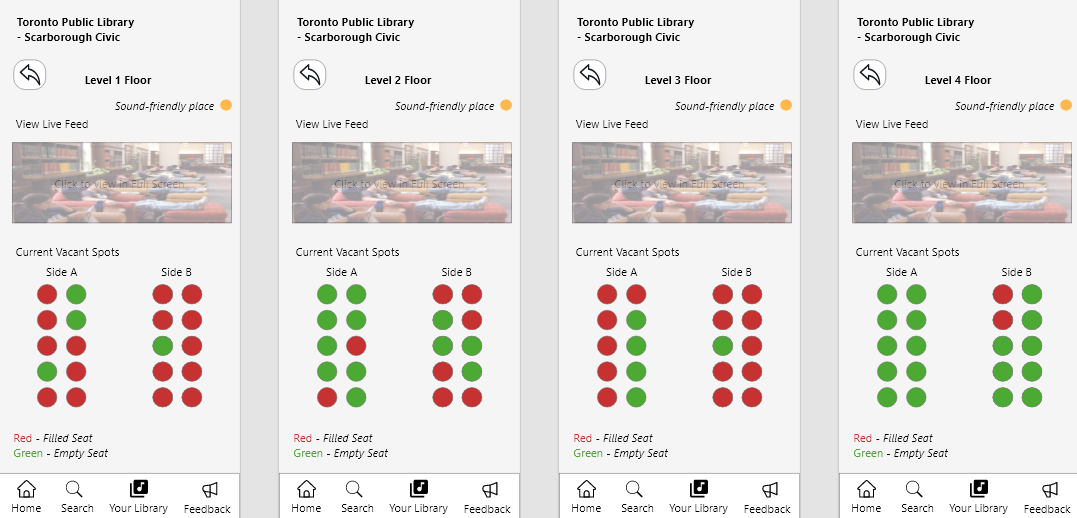 Toronto Public Library
- Scarborough Civic
Level 1 Floor
Sound-friendly place
View Live Feed
Click to view in Full Screen
Current Vacant Spots
Side A
Side B
Red - Filled Seat
Green - Empty Seat
Home
Search
Your Library
Feedback
Toronto Public Library
- Scarborough Civic
Level 2 Floor
Sound-friendly place
View Live Feed
Click to view in Full Screen
Current Vacant Spots
Side A
Side B
Red - Filled Seat
Green - Empty Seat
Home
Search
Your Library
Feedback
Toronto Public Library
- Scarborough Civic
Level 3 Floor
Sound-friendly place
View Live Feed
Click to view in Full Screen
Current Vacant Spots
Side A
Side B
Red - Filled Seat
Green - Empty Seat
Home
Search
Your Library
Feedback
Toronto Public Library
- Scarborough Civic
Level 4 Floor
Sound-friendly place
View Live Feed
Click to view in Full Screen
Current Vacant Spots
Side A
Side B
Red - Filled Seat
Green - Empty Seat
Home
Search
Your Library
Feedback